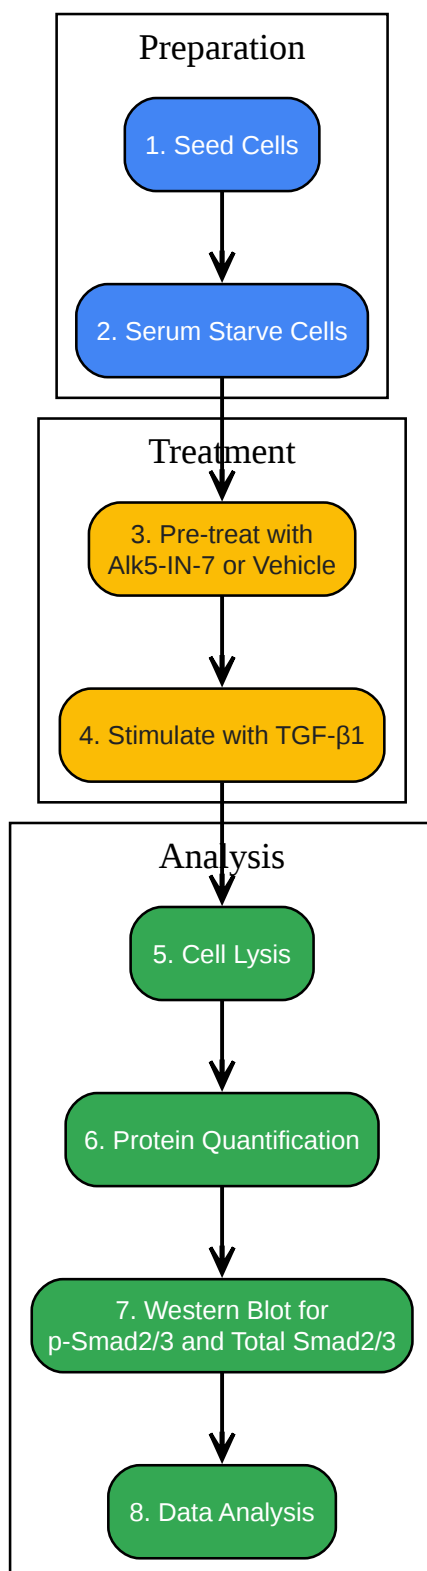 Preparation
1. Seed Cells
2. Serum Starve Cells
Treatment
3. Pre-treat with
Alk5-IN-7 or Vehicle
4. Stimulate with TGF-β1
Analysis
5. Cell Lysis
6. Protein Quantification
7. Western Blot for
p-Smad2/3 and Total Smad2/3
8. Data Analysis